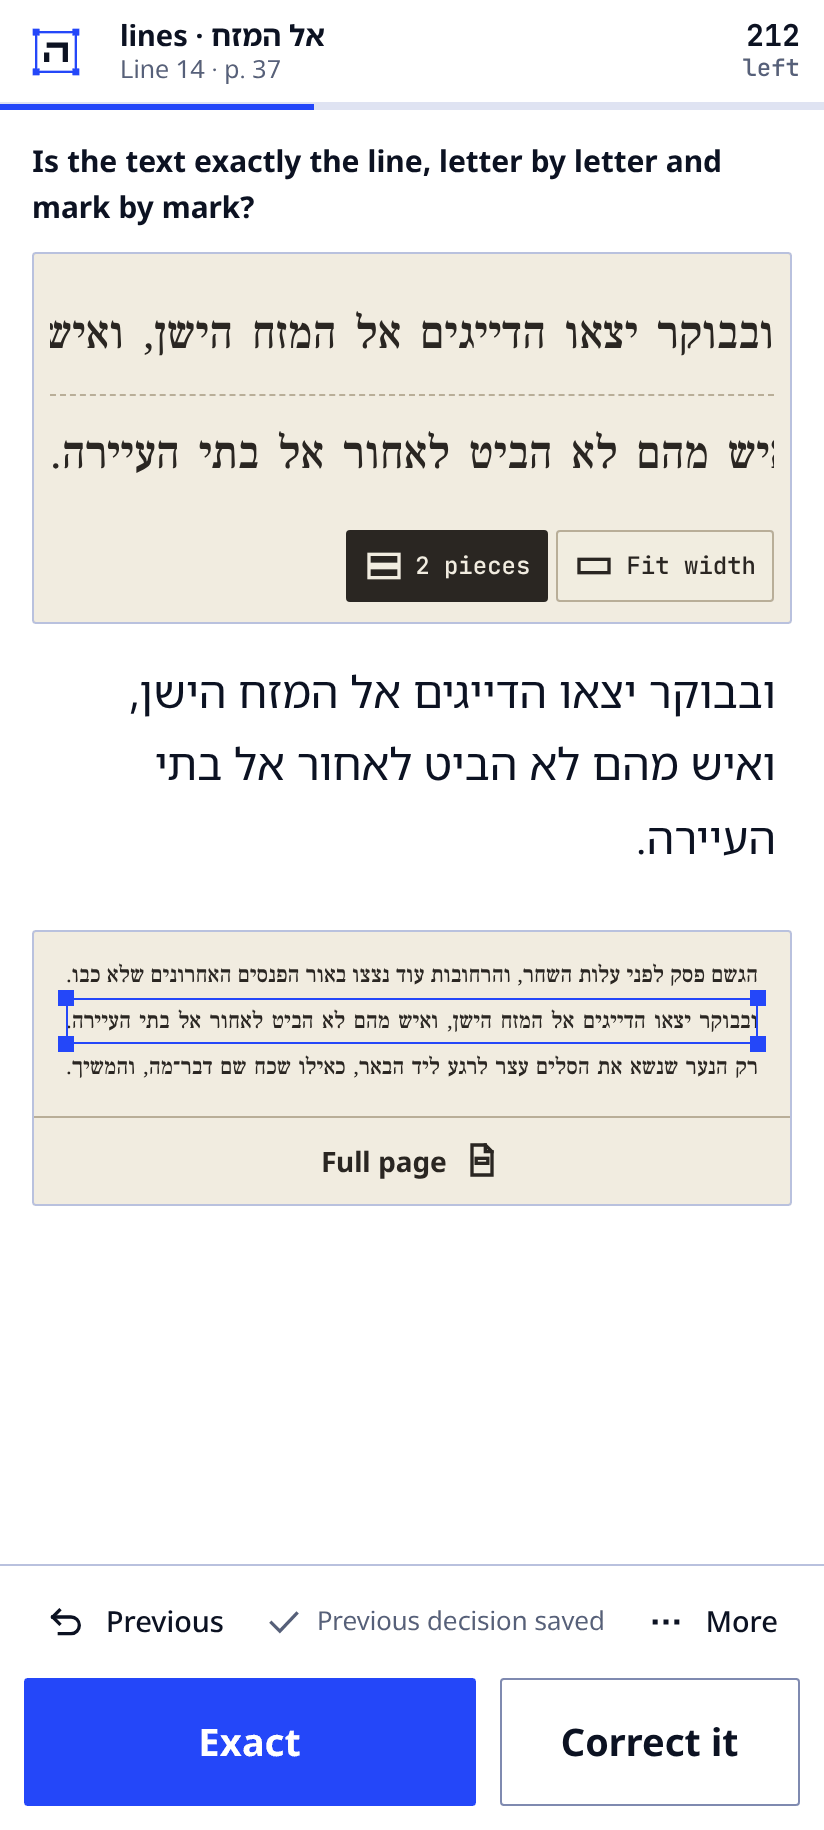 ה
lines · אל המזח
Line 14 · p. 37
212
left
Is the text exactly the line, letter by letter and
mark by mark?
ובבוקר יצאו הדייגים אל המזח הישן, ואיש
איש מהם לא הביט לאחור אל בתי העיירה.
2 pieces
Fit width
ובבוקר יצאו הדייגים אל המזח הישן,
ואיש מהם לא הביט לאחור אל בתי
העיירה.
הגשם פסק לפני עלות השחר, והרחובות עוד נצצו באור הפנסים האחרונים שלא כבו.
ובבוקר יצאו הדייגים אל המזח הישן, ואיש מהם לא הביט לאחור אל בתי העיירה.
רק הנער שנשא את הסלים עצר לרגע ליד הבאר, כאילו שכח שם דבר־מה, והמשיך.
Full page
Previous
Previous decision saved
More
Exact
Correct it